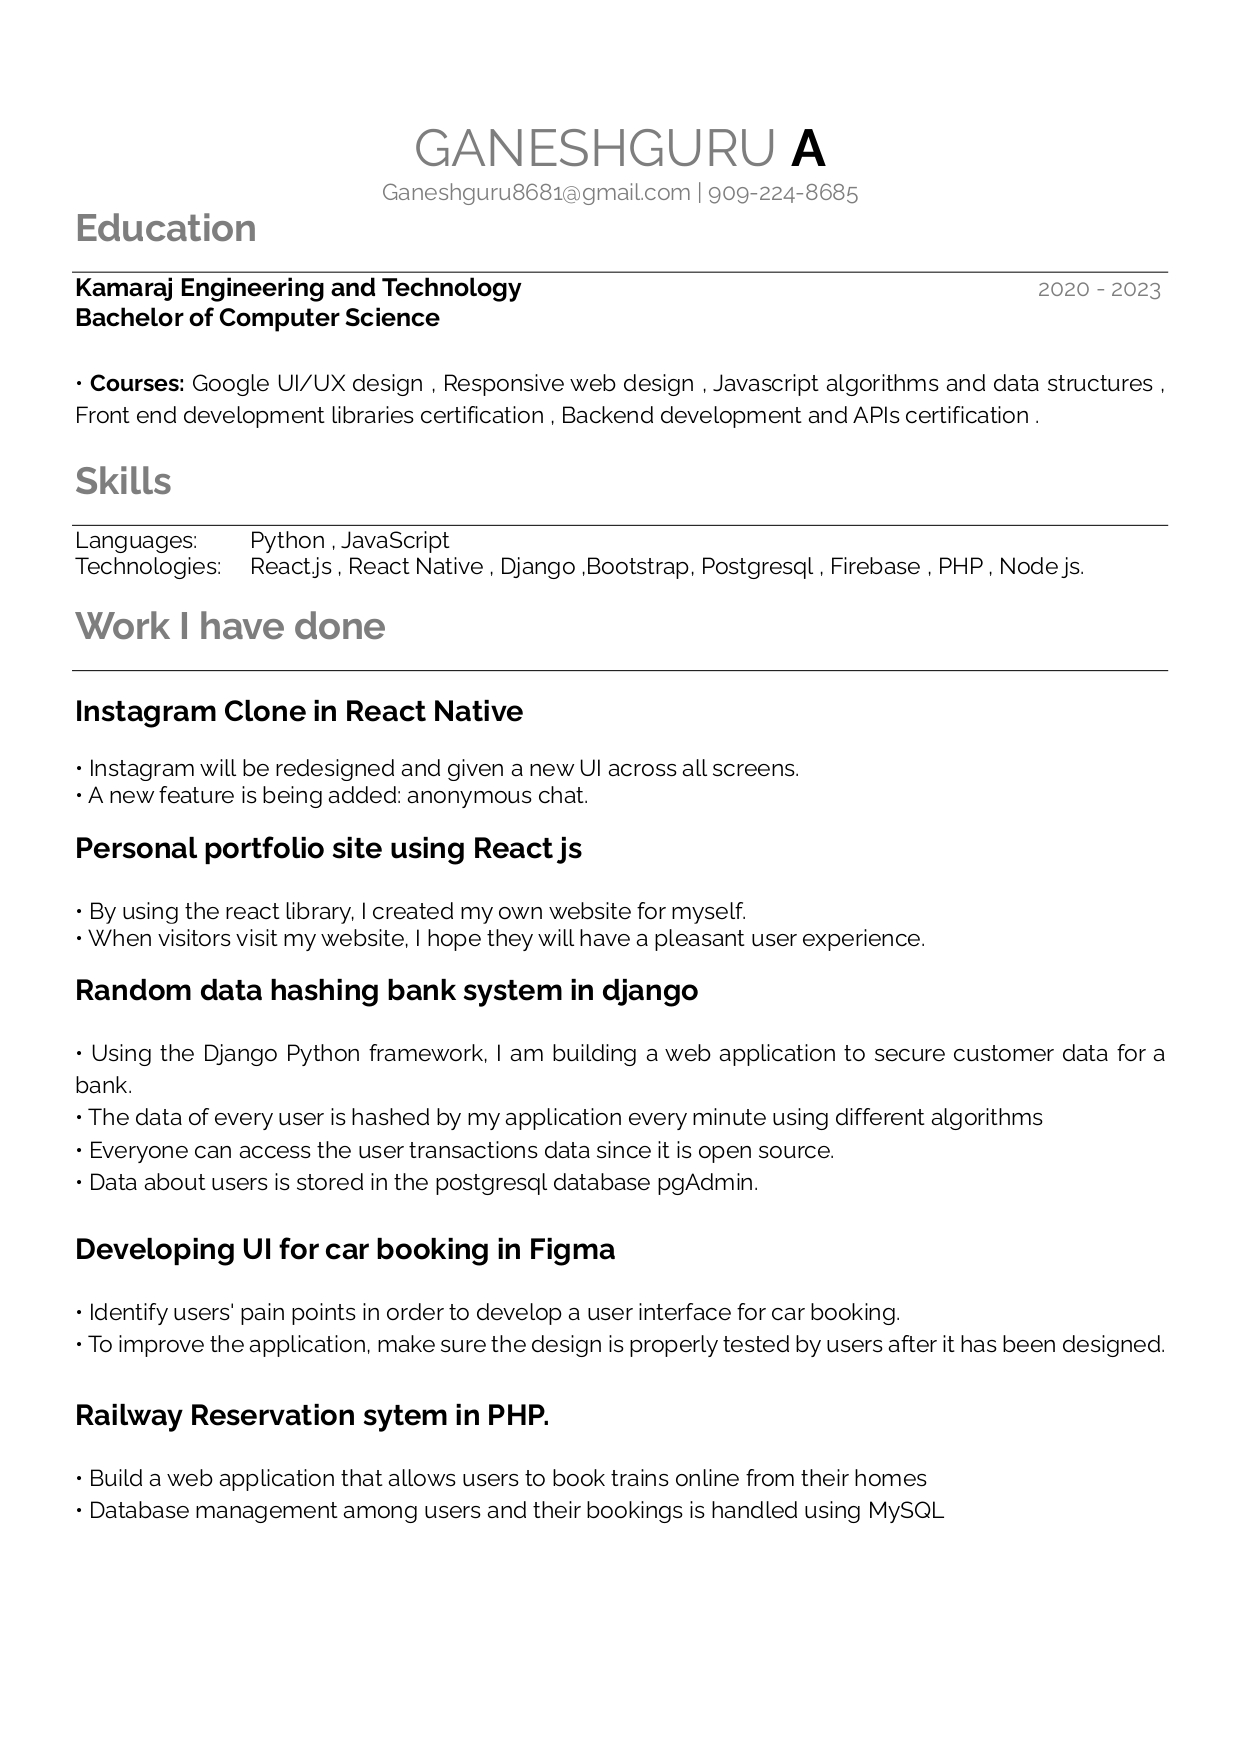 GANESHGURU A
Ganeshguru8681@gmail.com | 909-224-8685
Education
Kamaraj Engineering and Technology 2020 - 2023
Bachelor of Computer Science
• Courses: Google UI/UX design , Responsive web design , Javascript algorithms and data structures ,
Front end development libraries certification , Backend development and APIs certification .
Skills
Languages: Python , JavaScript
Technologies: React.js , React Native , Django ,Bootstrap, Postgresql , Firebase , PHP , Node js.
Work I have done
Instagram Clone in React Native
• Instagram will be redesigned and given a new UI across all screens.
• A new feature is being added: anonymous chat.
Personal portfolio site using React js
• By using the react library, I created my own website for myself.
• When visitors visit my website, I hope they will have a pleasant user experience.
Random data hashing bank system in django
• Using the Django Python framework, I am building a web application to secure customer data for a
bank.
• The data of every user is hashed by my application every minute using different algorithms
• Everyone can access the user transactions data since it is open source.
• Data about users is stored in the postgresql database pgAdmin.
Developing UI for car booking in Figma
• Identify users' pain points in order to develop a user interface for car booking.
• To improve the application, make sure the design is properly tested by users after it has been designed.
Railway Reservation sytem in PHP.
• Build a web application that allows users to book trains online from their homes
• Database management among users and their bookings is handled using MySQL